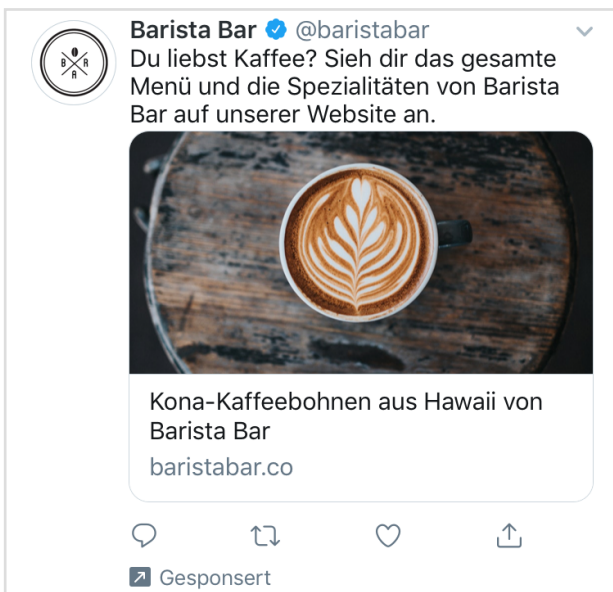 Barista Bar @baristabar
Du liebst Kaffee? Sieh dir das gesamte
Menü und die Spezialitäten von Barista
Bar auf unserer Website an.
B A R
A
Kona-Kaffeebohnen aus Hawaii von
Barista Bar
baristabar.co
Gesponsert